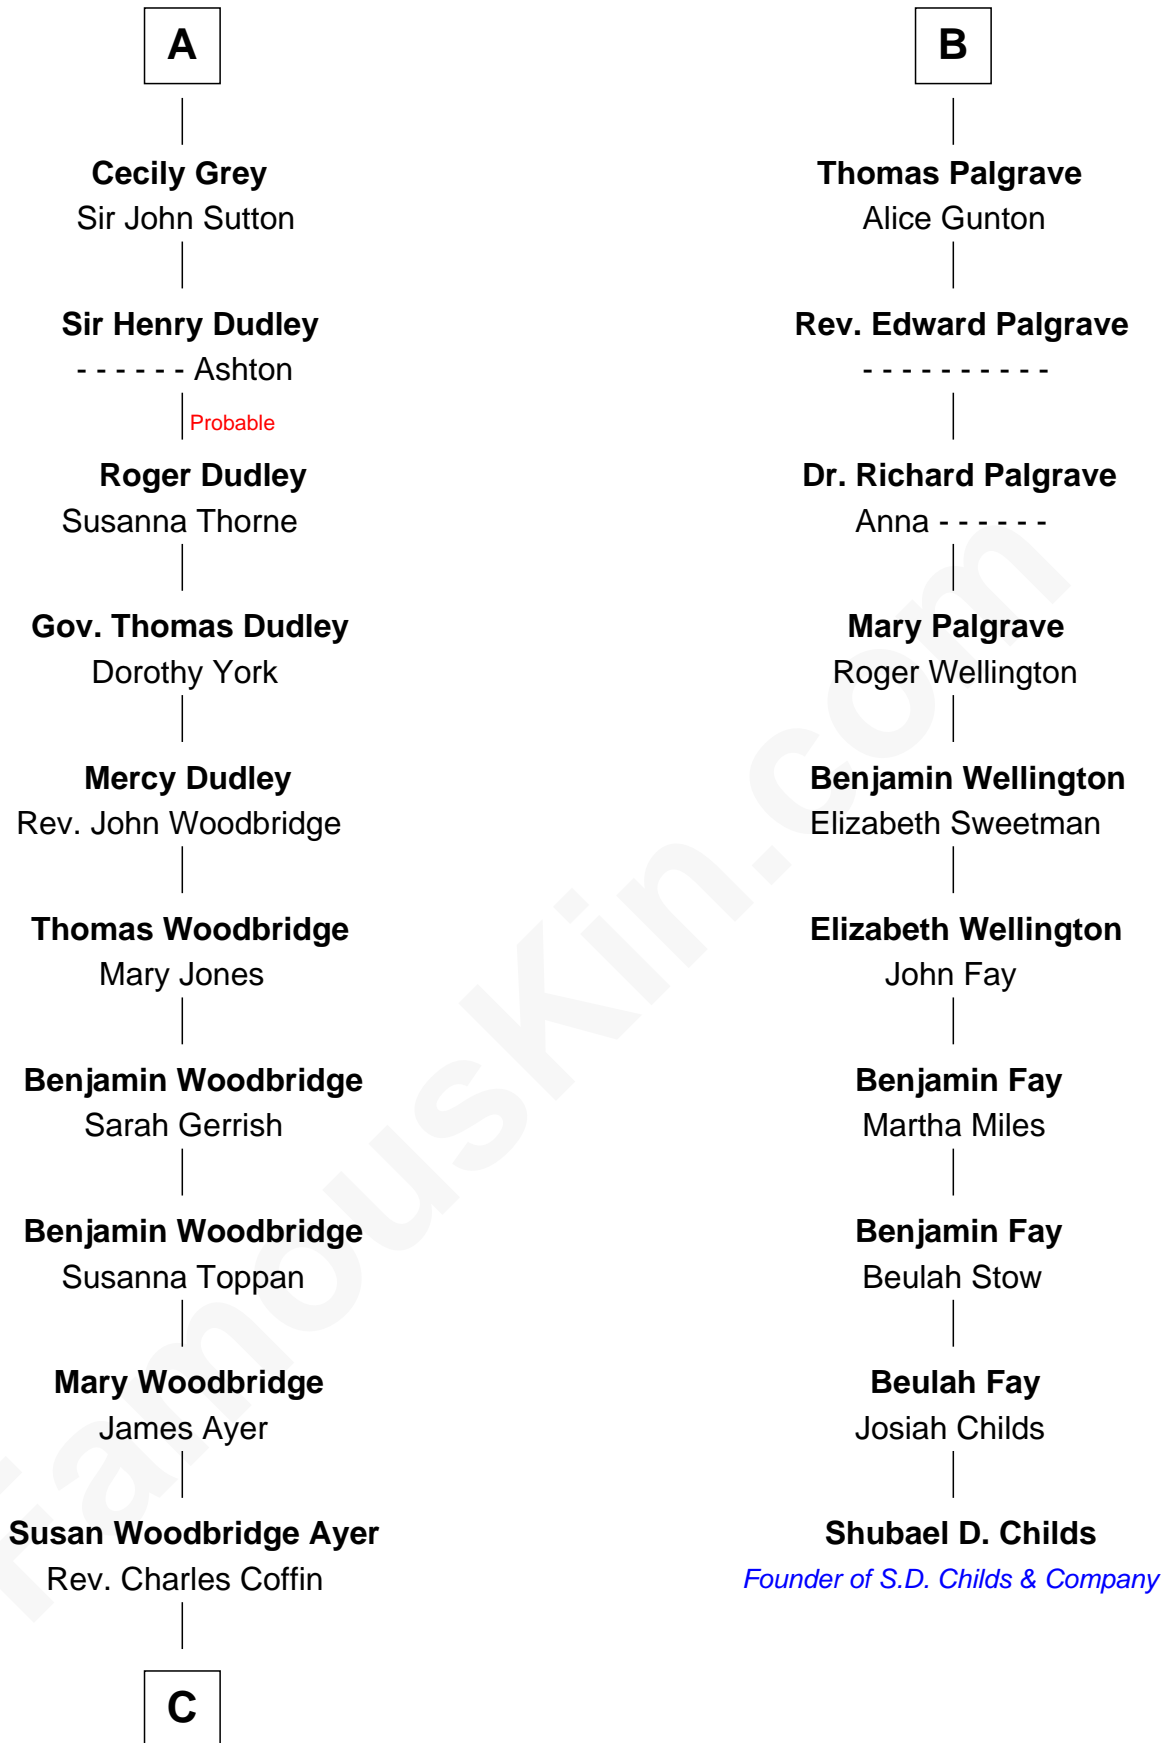 A
Cecily Grey
Sir John Sutton
Sir Henry Dudley
- - - - - - Ashton
Probable
Roger Dudley
Susanna Thorne
Gov. Thomas Dudley
Dorothy York
Mercy Dudley
Rev. John Woodbridge
Thomas Woodbridge
Mary Jones
Benjamin Woodbridge
Sarah Gerrish
Benjamin Woodbridge
Susanna Toppan
Mary Woodbridge
James Ayer
Susan Woodbridge Ayer
Rev. Charles Coffin
C
B
Thomas Palgrave
Alice Gunton
Rev. Edward Palgrave
- - - - - - - - - -
Dr. Richard Palgrave
Anna - - - - - -
Mary Palgrave
Roger Wellington
Benjamin Wellington
Elizabeth Sweetman
Elizabeth Wellington
John Fay
Benjamin Fay
Martha Miles
Benjamin Fay
Beulah Stow
Beulah Fay
Josiah Childs
Shubael D. Childs
Founder of S.D. Childs & Company
FamousKin.com